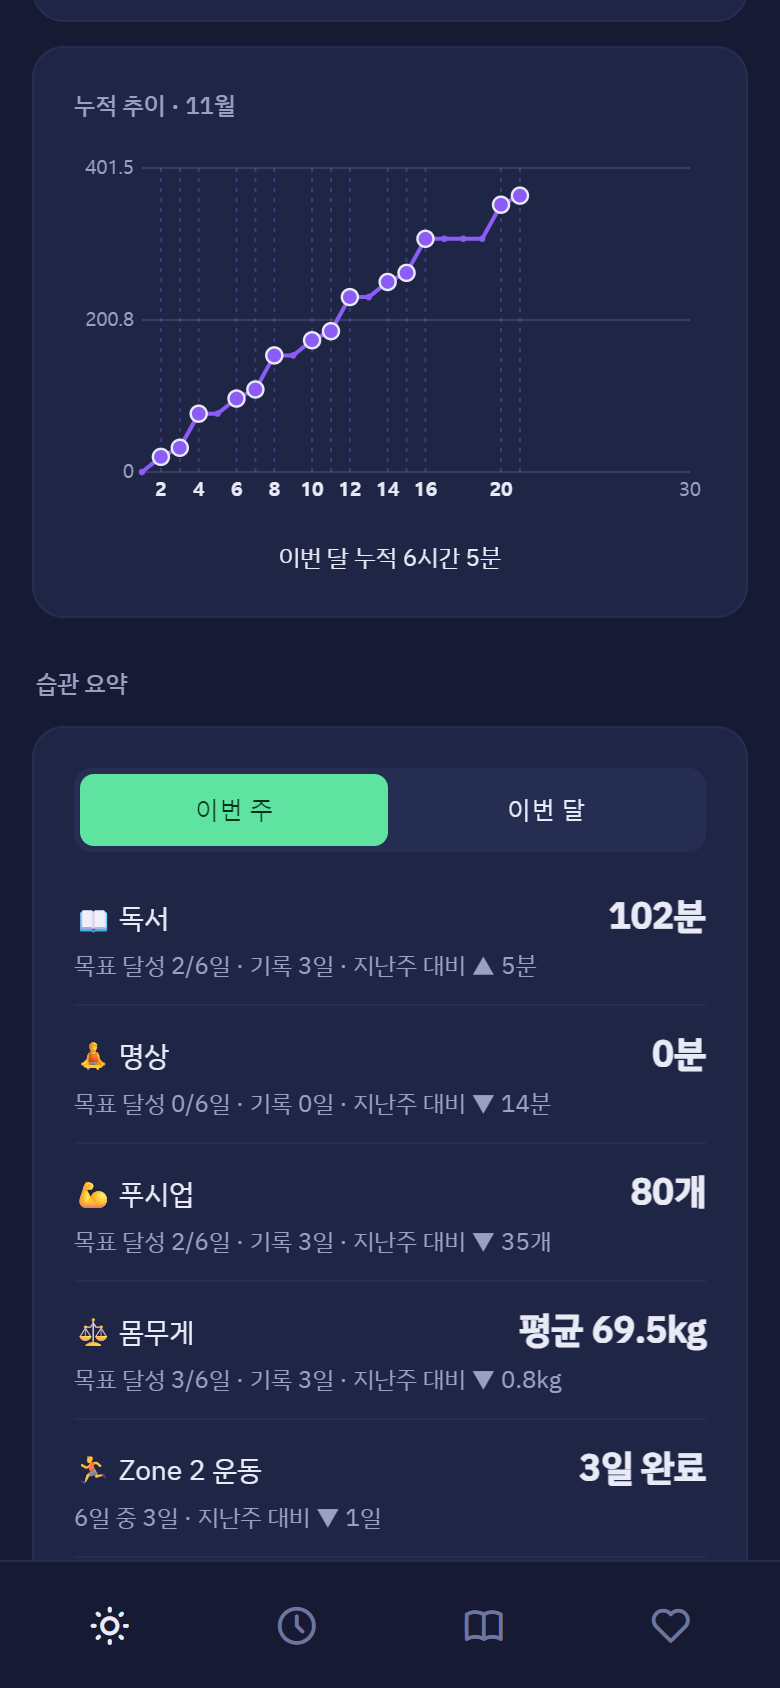 누적 추이 · 11월
401.5
200.8
0
2 4 6 8 10 12 14 16 20 30
이번 달 누적 6시간 5분
습관 요약
이번 주 이번 달
📖 독서 102분
목표 달성 2/6일 · 기록 3일 · 지난주 대비 ▲ 5분
🧘 명상 0분
목표 달성 0/6일 · 기록 0일 · 지난주 대비 ▼ 14분
💪 푸시업 80개
목표 달성 2/6일 · 기록 3일 · 지난주 대비 ▼ 35개
⚖️ 몸무게 평균 69.5kg
목표 달성 3/6일 · 기록 3일 · 지난주 대비 ▼ 0.8kg
🏃 Zone 2 운동 3일 완료
6일 중 3일 · 지난주 대비 ▼ 1일